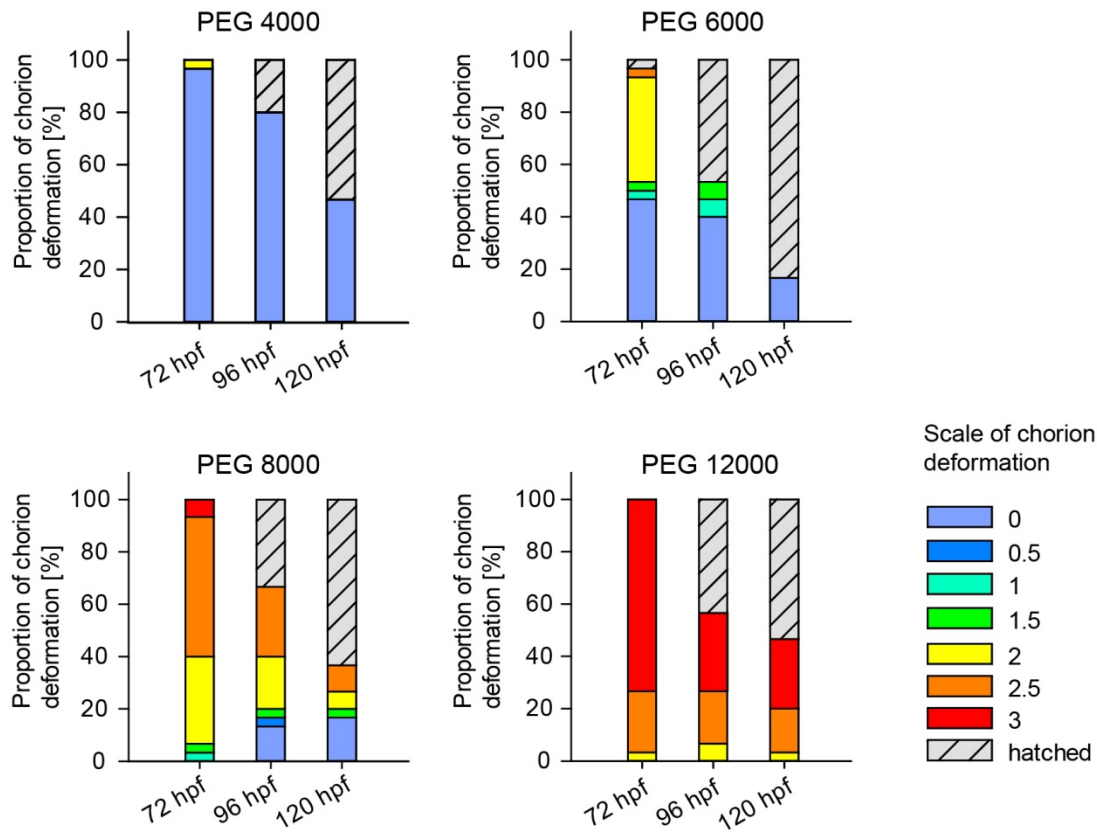 PEG 4000
Proportion of chorion
deformation [%]
100
80
60
40
20
0
72 hpf
96 hpf
120 hpf
PEG 6000
Proportion of chorion
deformation [%]
100
80
60
40
20
0
72 hpf
96 hpf
120 hpf
PEG 8000
Proportion of chorion
deformation [%]
100
80
60
40
20
0
72 hpf
96 hpf
120 hpf
PEG 12000
Proportion of chorion
deformation [%]
100
80
60
40
20
0
72 hpf
96 hpf
120 hpf
Scale of chorion
deformation
0
0.5
1
1.5
2
2.5
3
hatched